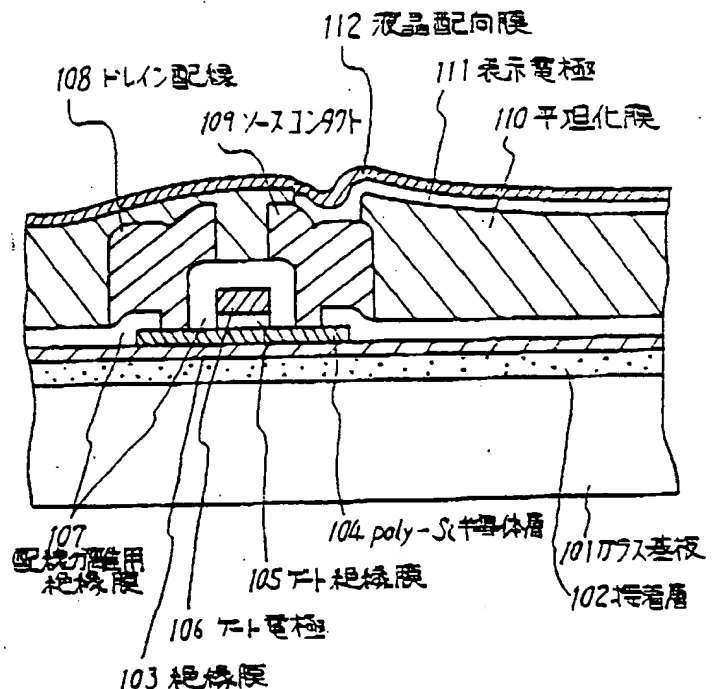 112 液晶配向膜
111 表示電極
108 ドレイン配線
109 ソースコンタクト
110 平坦化膜
107
配線分離用
絶縁膜
104 poly-Si半導体層
101 ガラス基板
105 ゲート絶縁膜
102 接着層
106 ゲート電極
103 絶縁膜